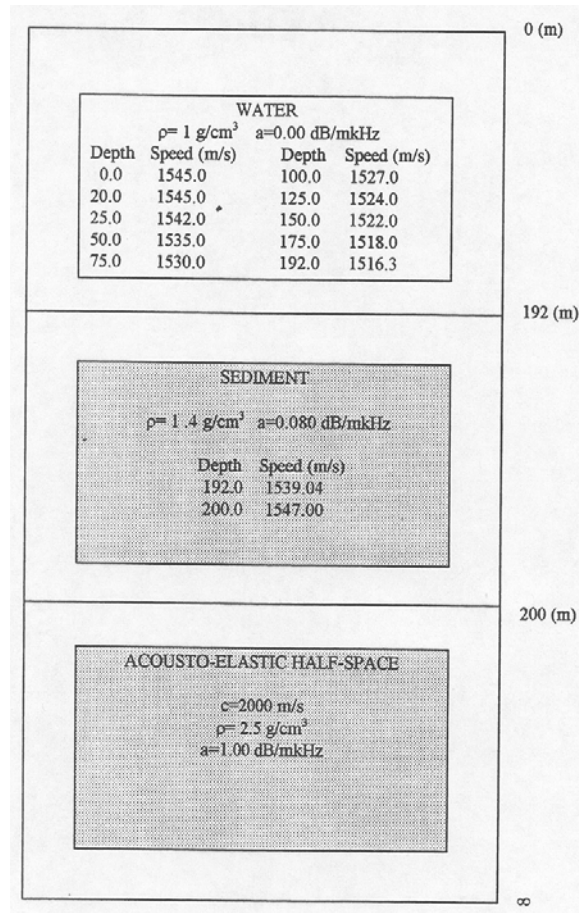 0 (m)
WATER
ρ= 1 g/cm³ a=0.00 dB/mkHz
Depth Speed (m/s) Depth Speed (m/s)
0.0 1545.0 100.0 1527.0
20.0 1545.0 125.0 1524.0
25.0 1542.0 150.0 1522.0
50.0 1535.0 175.0 1518.0
75.0 1530.0 192.0 1516.3
192 (m)
SEDIMENT
ρ= 1 .4 g/cm³ a=0.080 dB/mkHz
Depth Speed (m/s)
192.0 1539.04
200.0 1547.00
200 (m)
ACOUSTO-ELASTIC HALF-SPACE
c=2000 m/s
ρ= 2.5 g/cm³
a=1.00 dB/mkHz
∞